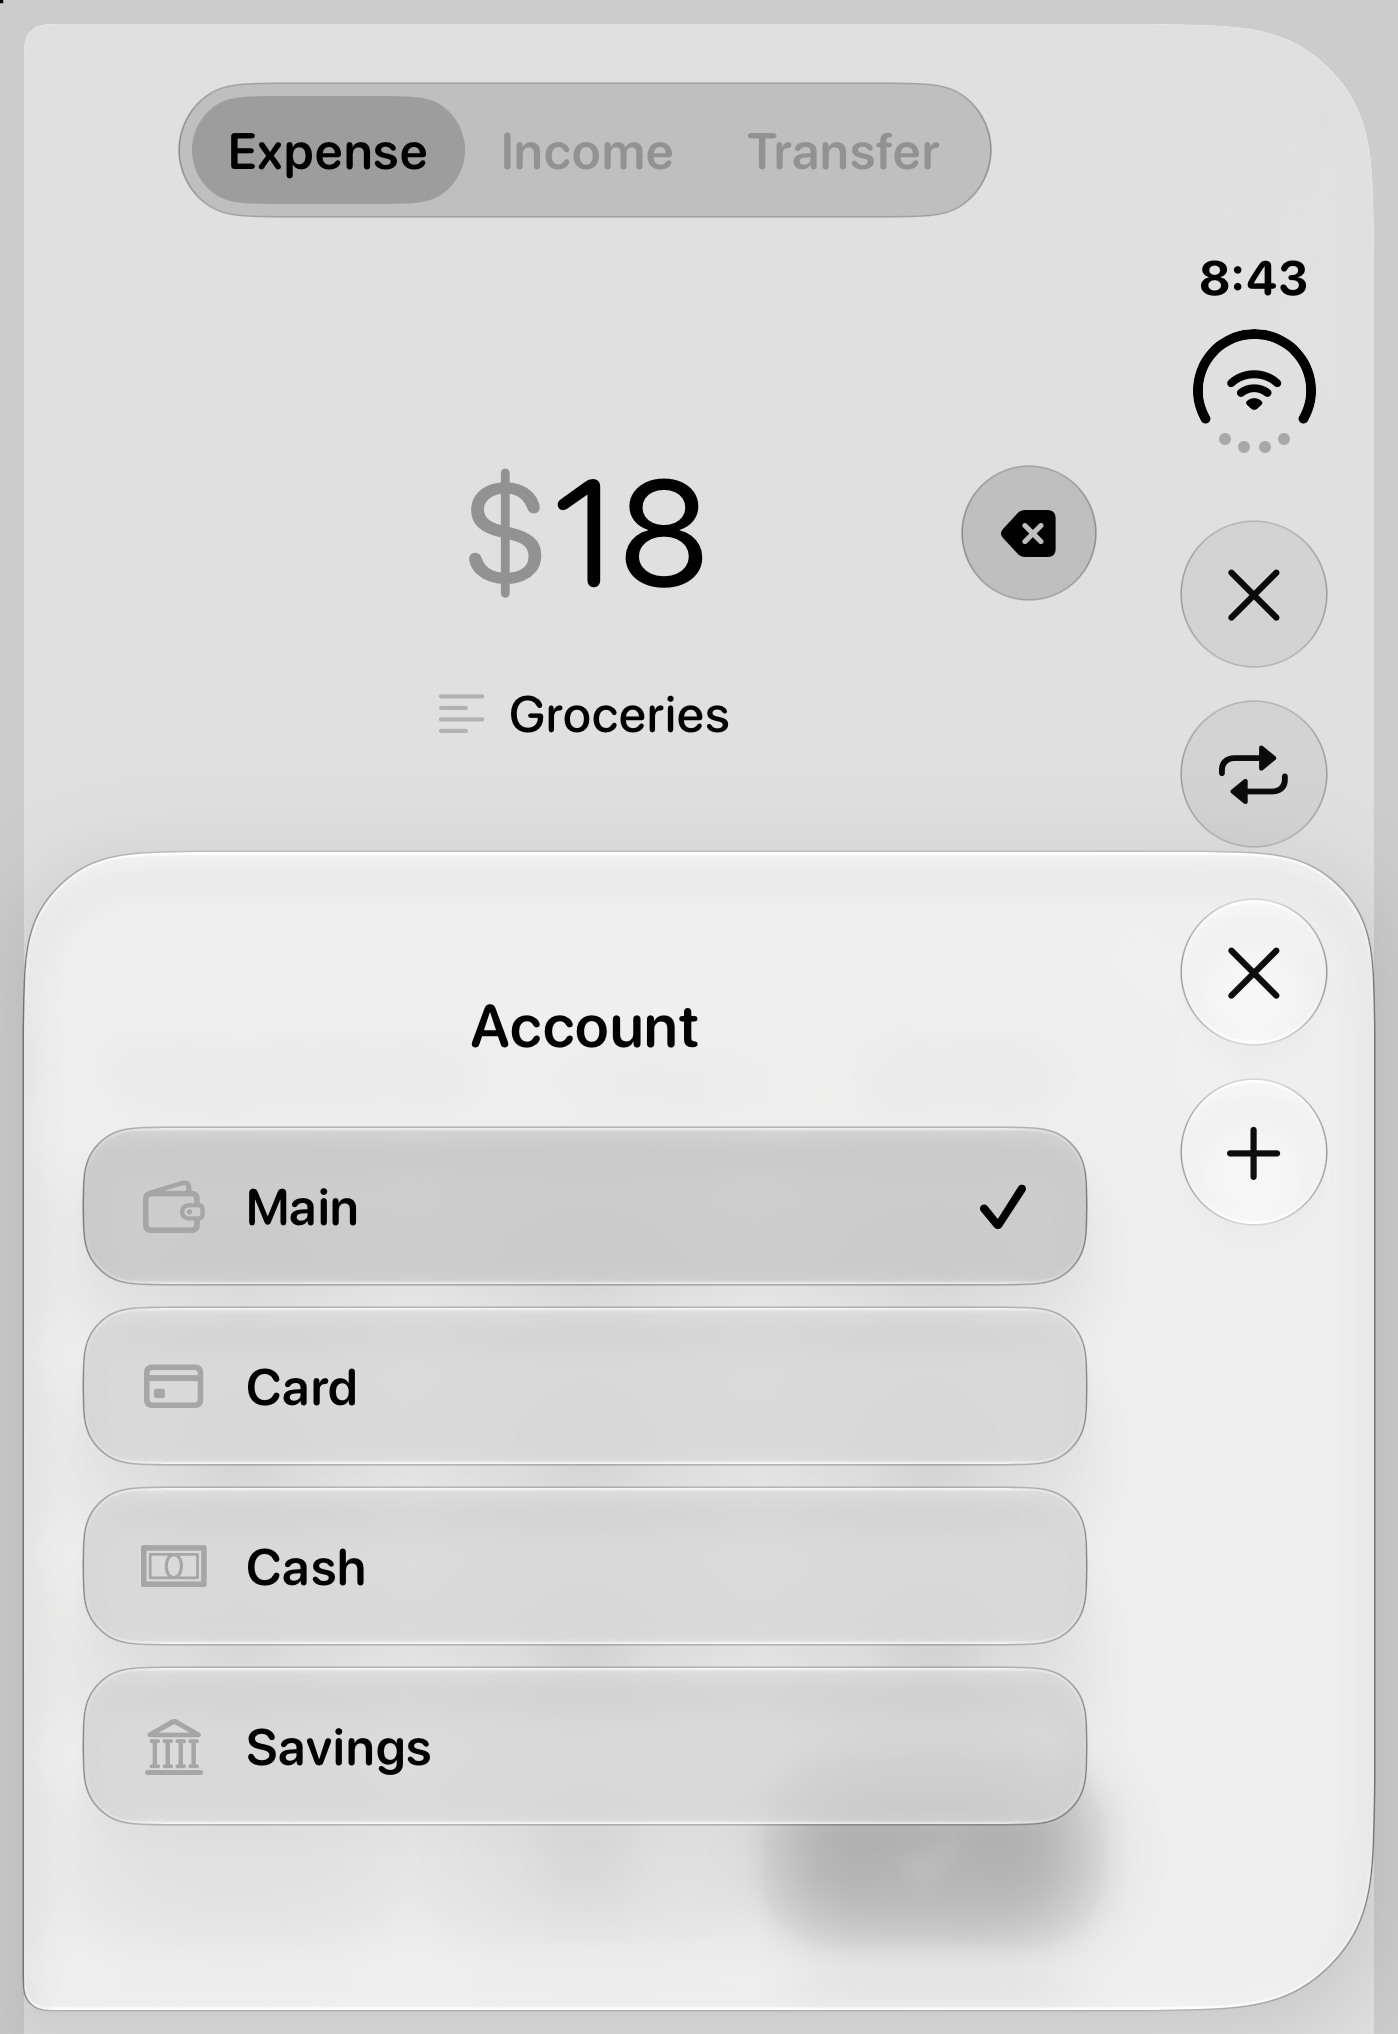 Expense Income Transfer
8:43
$18
Groceries
Account
Main
Card
Cash
Savings